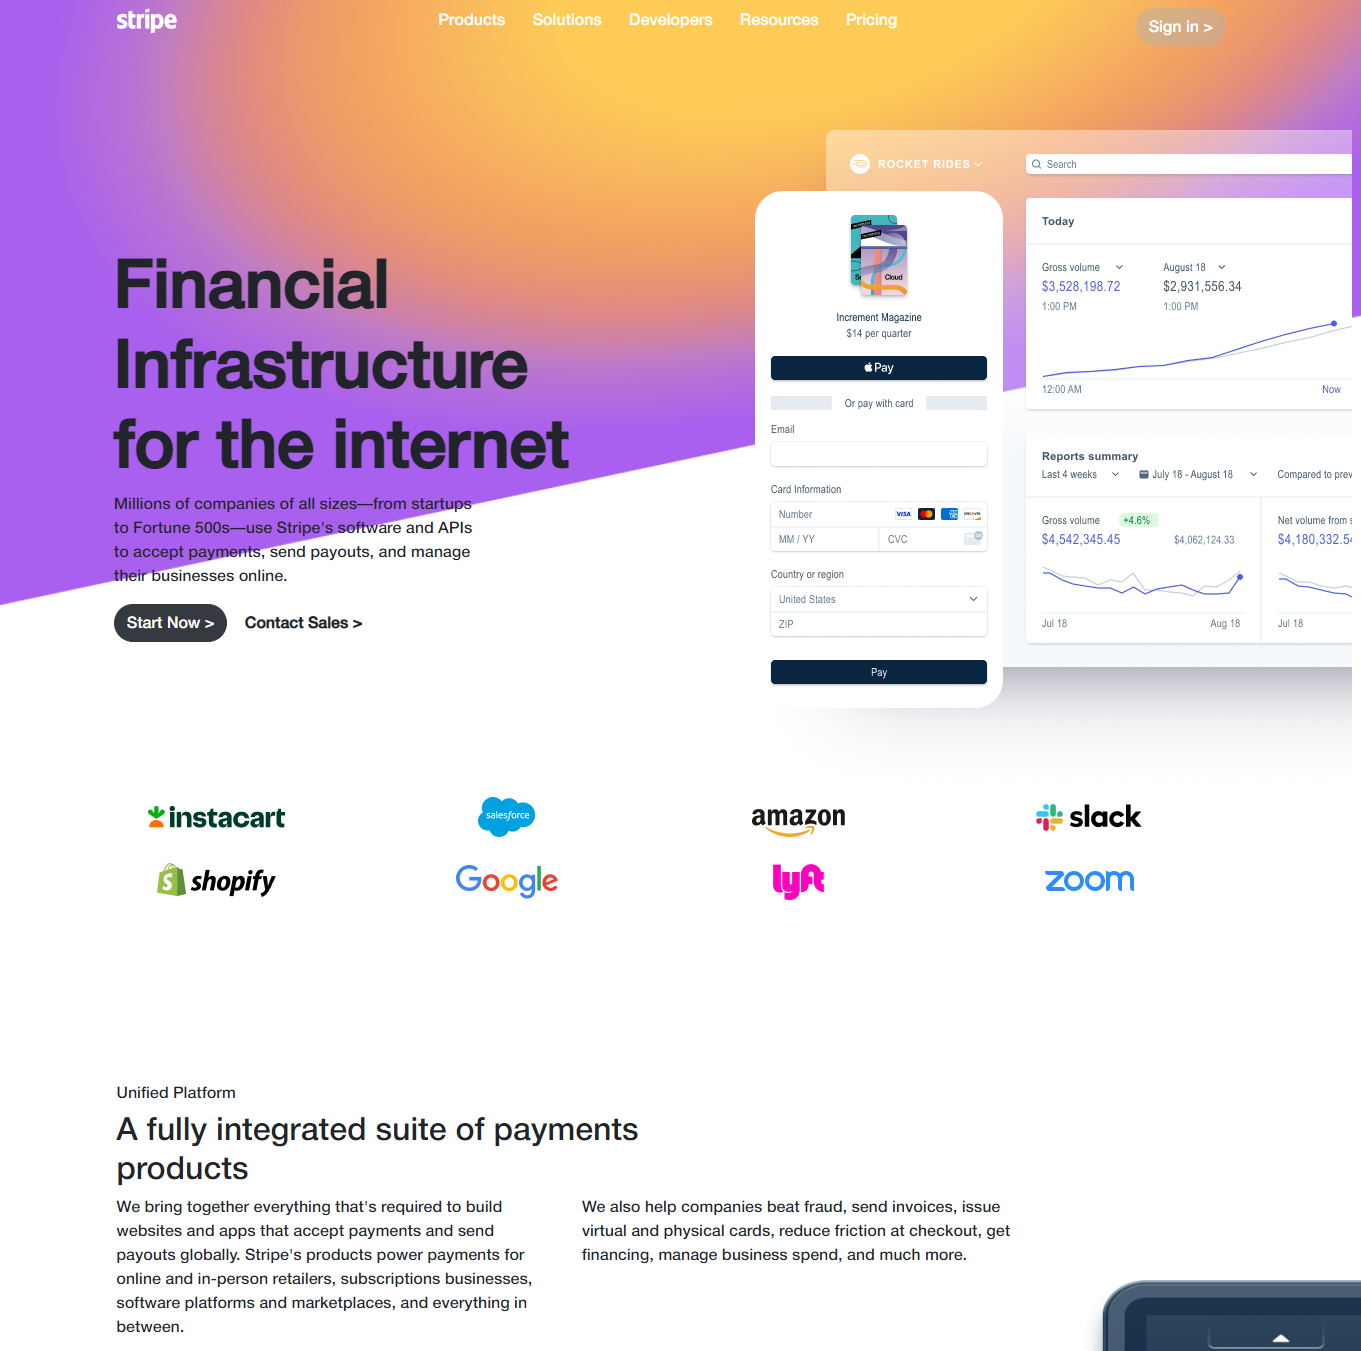 stripe
Products Solutions Developers Resources Pricing
Sign in >
Financial
Infrastructure
for the internet
Millions of companies of all sizes—from startups
to Fortune 500s—use Stripe's software and APIs
to accept payments, send payouts, and manage
their businesses online.
Start Now > Contact Sales >
ROCKET RIDES
Search
Cloud
Increment Magazine
$14 per quarter
Pay
Or pay with card
Email
Card Information
Number VISA
MM / YY CVC
Country or region
United States
ZIP
Pay
Today
Gross volume August 18
$3,528,198.72 $2,931,556.34
1:00 PM 1:00 PM
12:00 AM Now
Reports summary
Last 4 weeks July 18 - August 18 Compared to prev
Gross volume +4.6% Net volume from s
$4,542,345.45 $4,062,124.33 $4,180,332.54
Jul 18 Aug 18 Jul 18
instacart salesforce amazon slack
shopify Google lyft zoom
Unified Platform
A fully integrated suite of payments
products
We bring together everything that's required to build
websites and apps that accept payments and send
payouts globally. Stripe's products power payments for
online and in-person retailers, subscriptions businesses,
software platforms and marketplaces, and everything in
between.
We also help companies beat fraud, send invoices, issue
virtual and physical cards, reduce friction at checkout, get
financing, manage business spend, and much more.